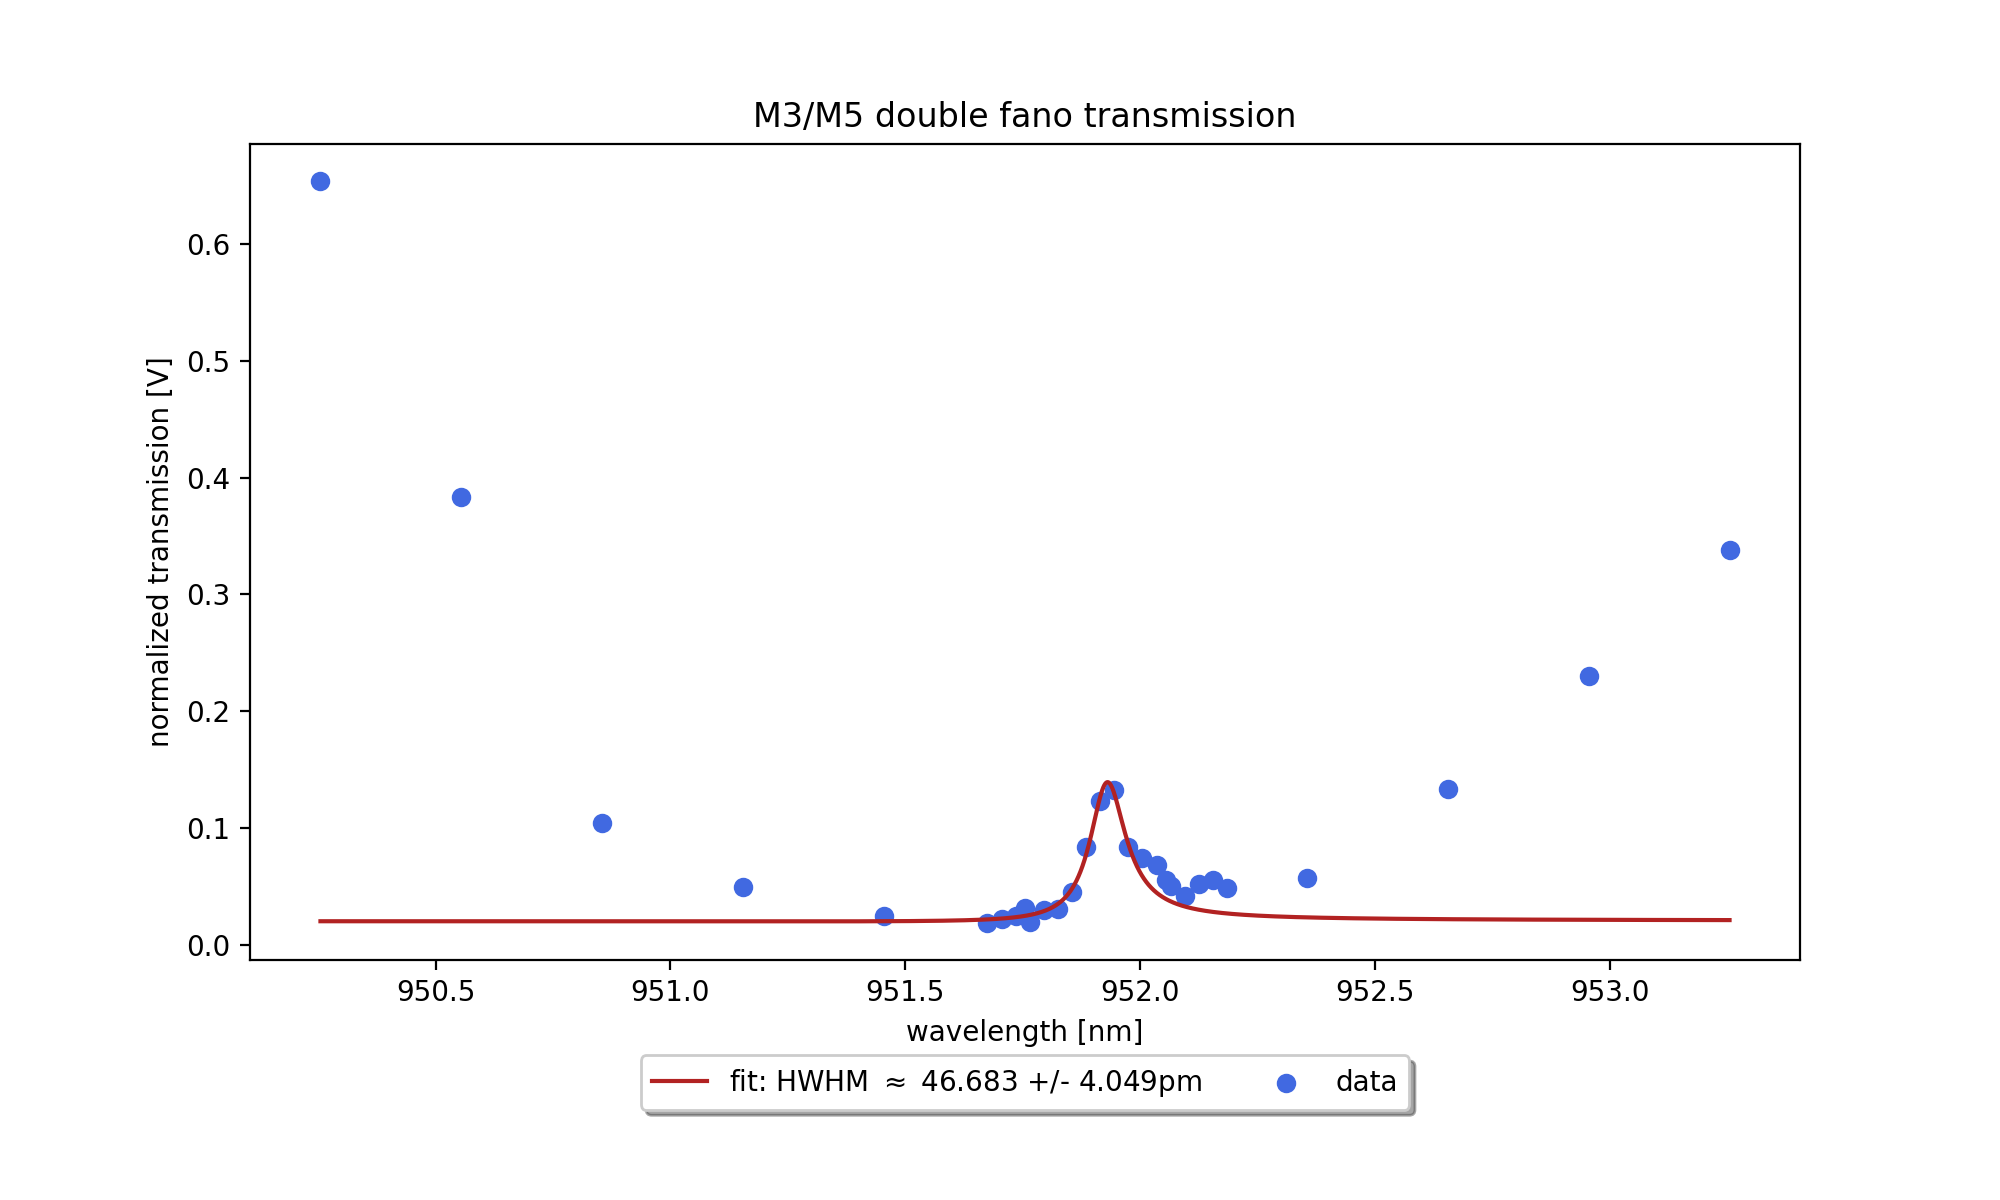 M3/M5 double fano transmission
normalized transmission [V]
0.6
0.5
0.4
0.3
0.2
0.1
0.0
950.5 951.0 951.5 952.0 952.5 953.0
wavelength [nm]
fit: HWHM ≈ 46.683 +/- 4.049pm data